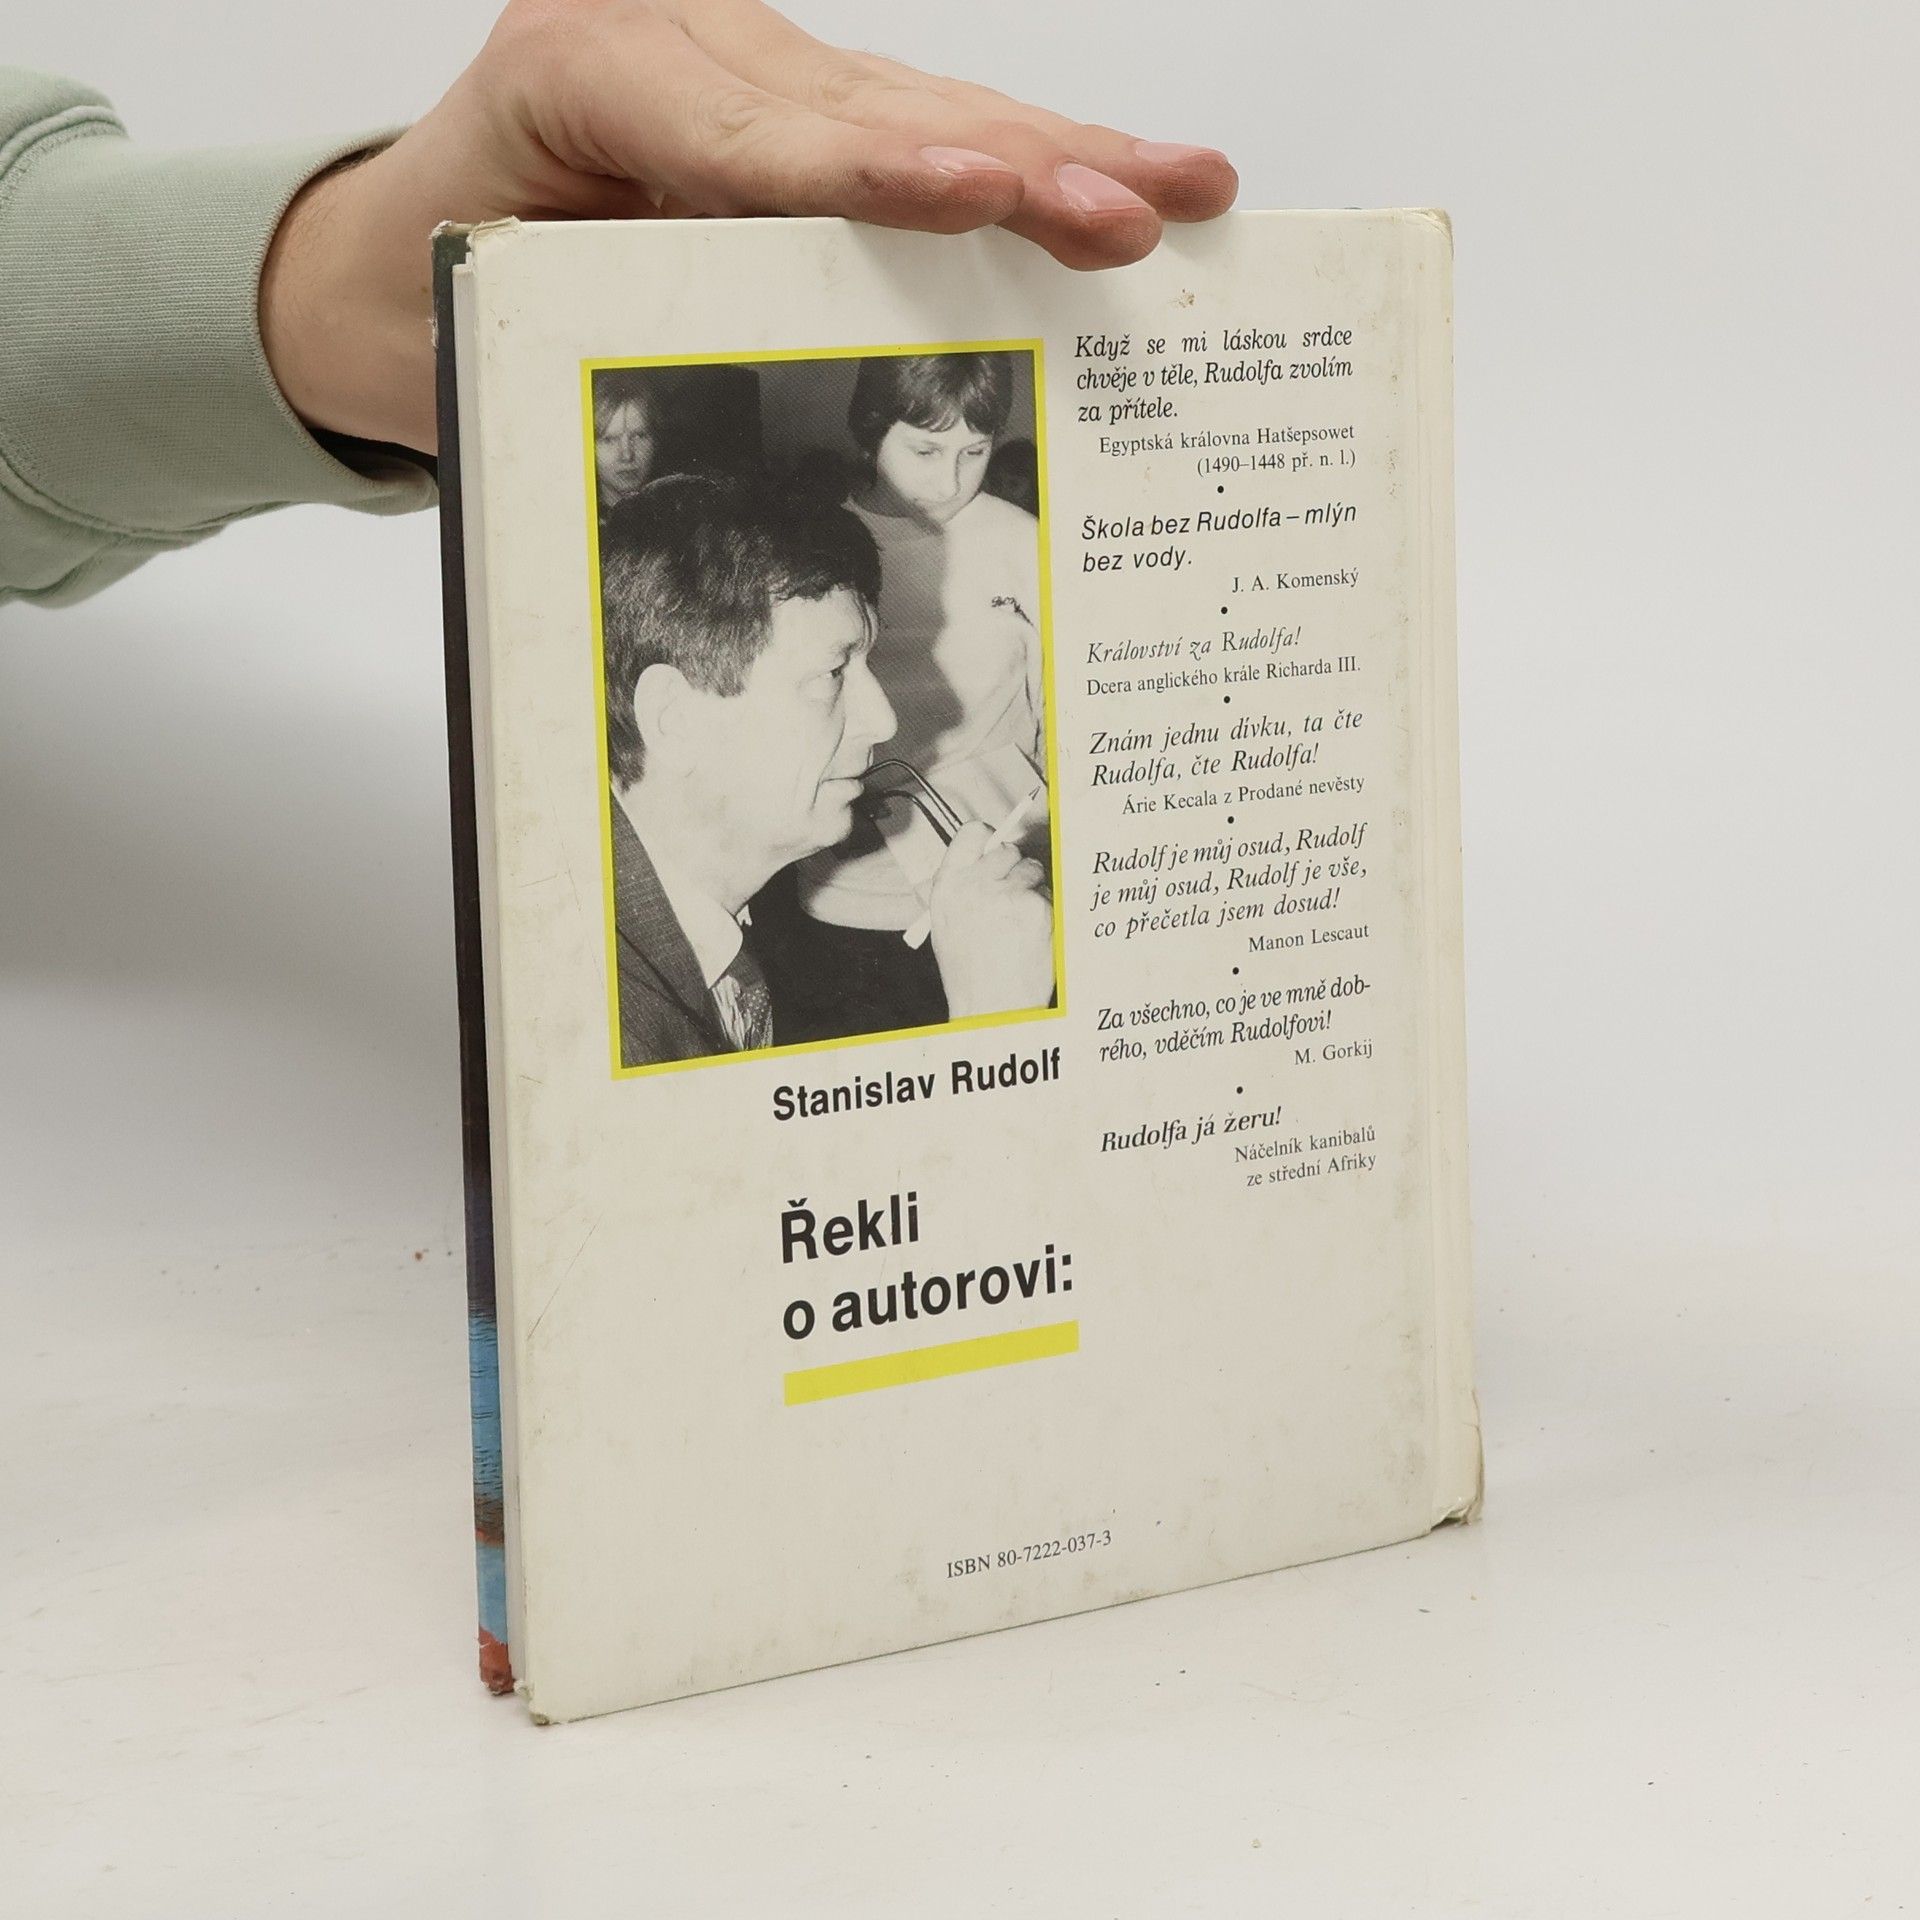 Když se mi láskou srdce
chvěje v těle, Rudolfa zvolím
za přítele.
Egyptská královna Hatšepsowet
(1490–1448 př. n. l.)
•
Škola bez Rudolfa – mlýn
bez vody.
J. A. Komenský
•
Království za Rudolfa!
Dcera anglického krále Richarda III.
•
Znám jednu dívku, ta čte
Rudolfa, čte Rudolfa!
Árie Kecala z Prodané nevěsty
•
Rudolf je můj osud, Rudolf
je můj osud, Rudolf je vše,
co přečetla jsem dosud!
Manon Lescaut
•
Za všechno, co je ve mně dob-
rého, vděčím Rudolfovi!
M. Gorkij
•
Rudolfa já žeru!
Náčelník kanibalů
ze střední Afriky
Stanislav Rudolf
Řekli
o autorovi:
ISBN 80-7222-037-3